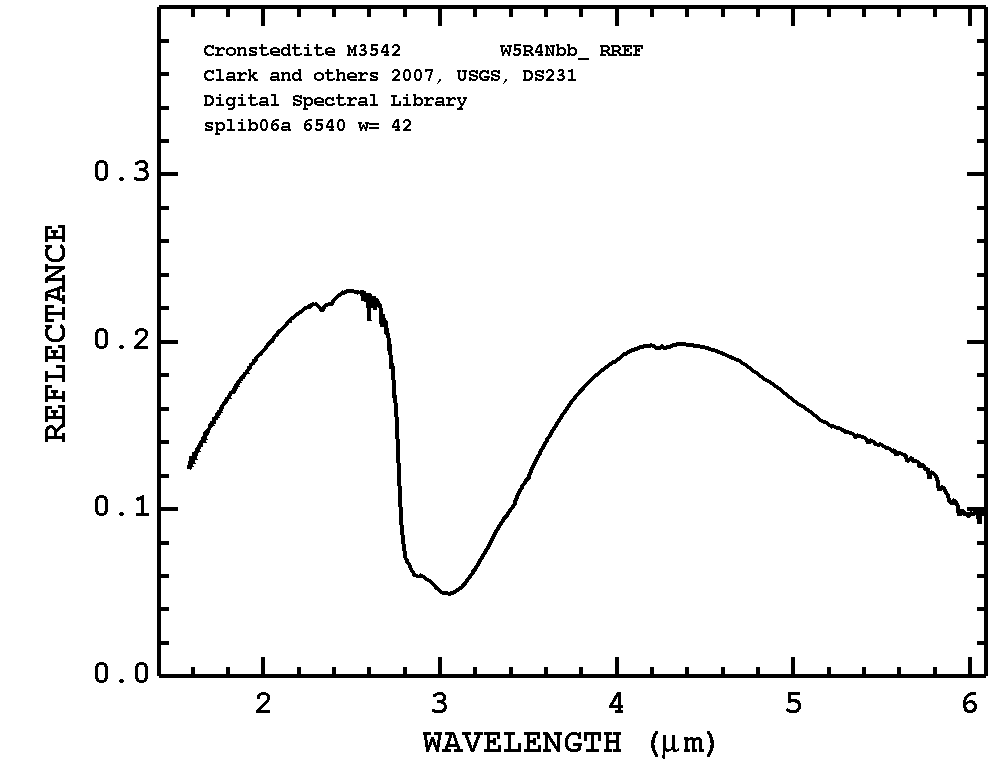 Cronstedtite M3542 W5R4Nbb_ RREF
Clark and others 2007, USGS, DS231
Digital Spectral Library
splib06a 6540 w= 42
0.3
0.2
0.1
0.0
REFLECTANCE
2 3 4 5 6
WAVELENGTH (μm)